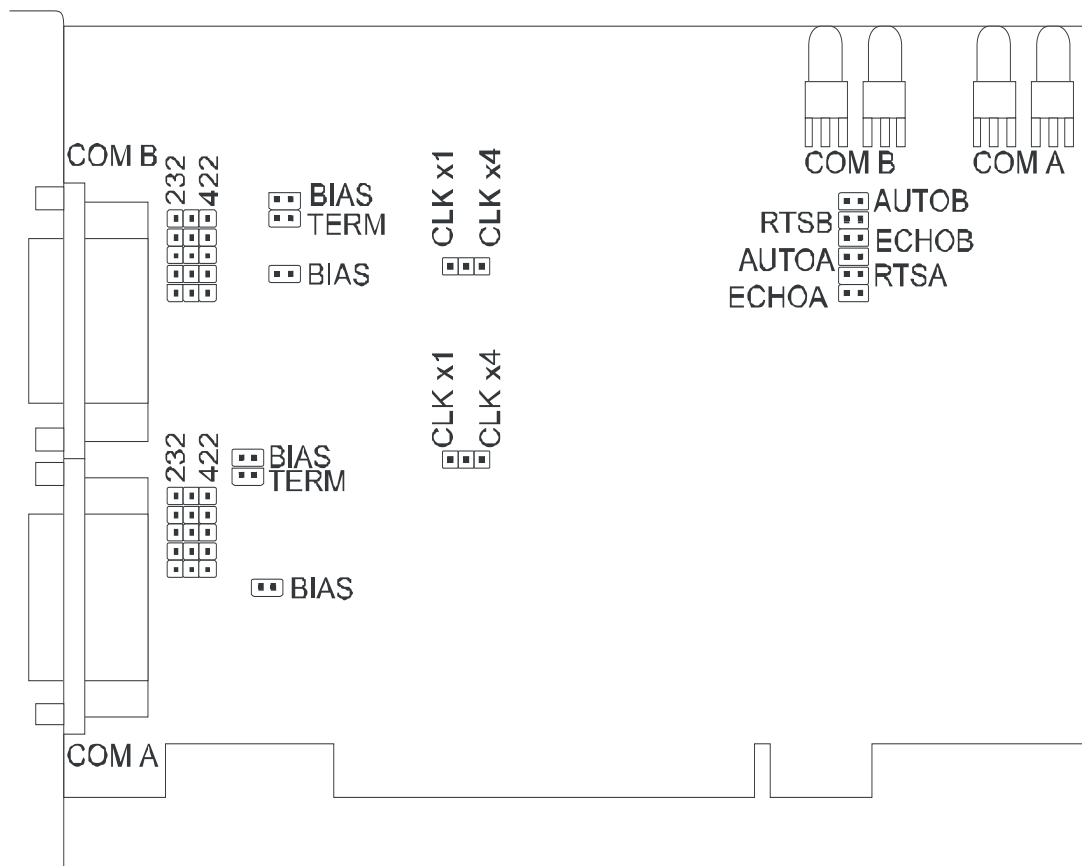 COM B COM A
COM B
232
422
BIAS
TERM
BIAS
CLK x1
CLK x4
AUTOB
RTSB
ECHOB
AUTOA
RTSA
ECHOA
CLK x1
CLK x4
232
422
BIAS
TERM
BIAS
COM A